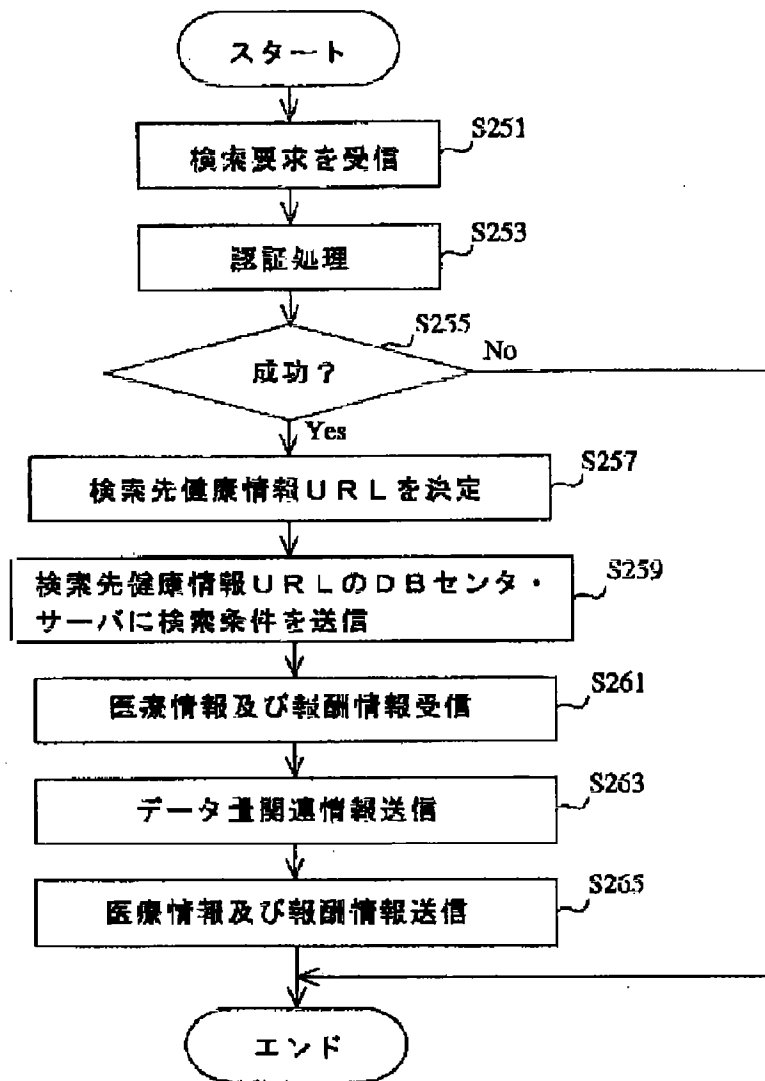 スタート
検索要求を受信
S251
認証処理
S253
成功？
S255
No
Yes
検索先健康情報ＵＲＬを決定
S257
検索先健康情報ＵＲＬのＤＢセンタ・
サーバに検索条件を送信
S259
医療情報及び報酬情報受信
S261
データ量関連情報送信
S263
医療情報及び報酬情報送信
S265
エンド